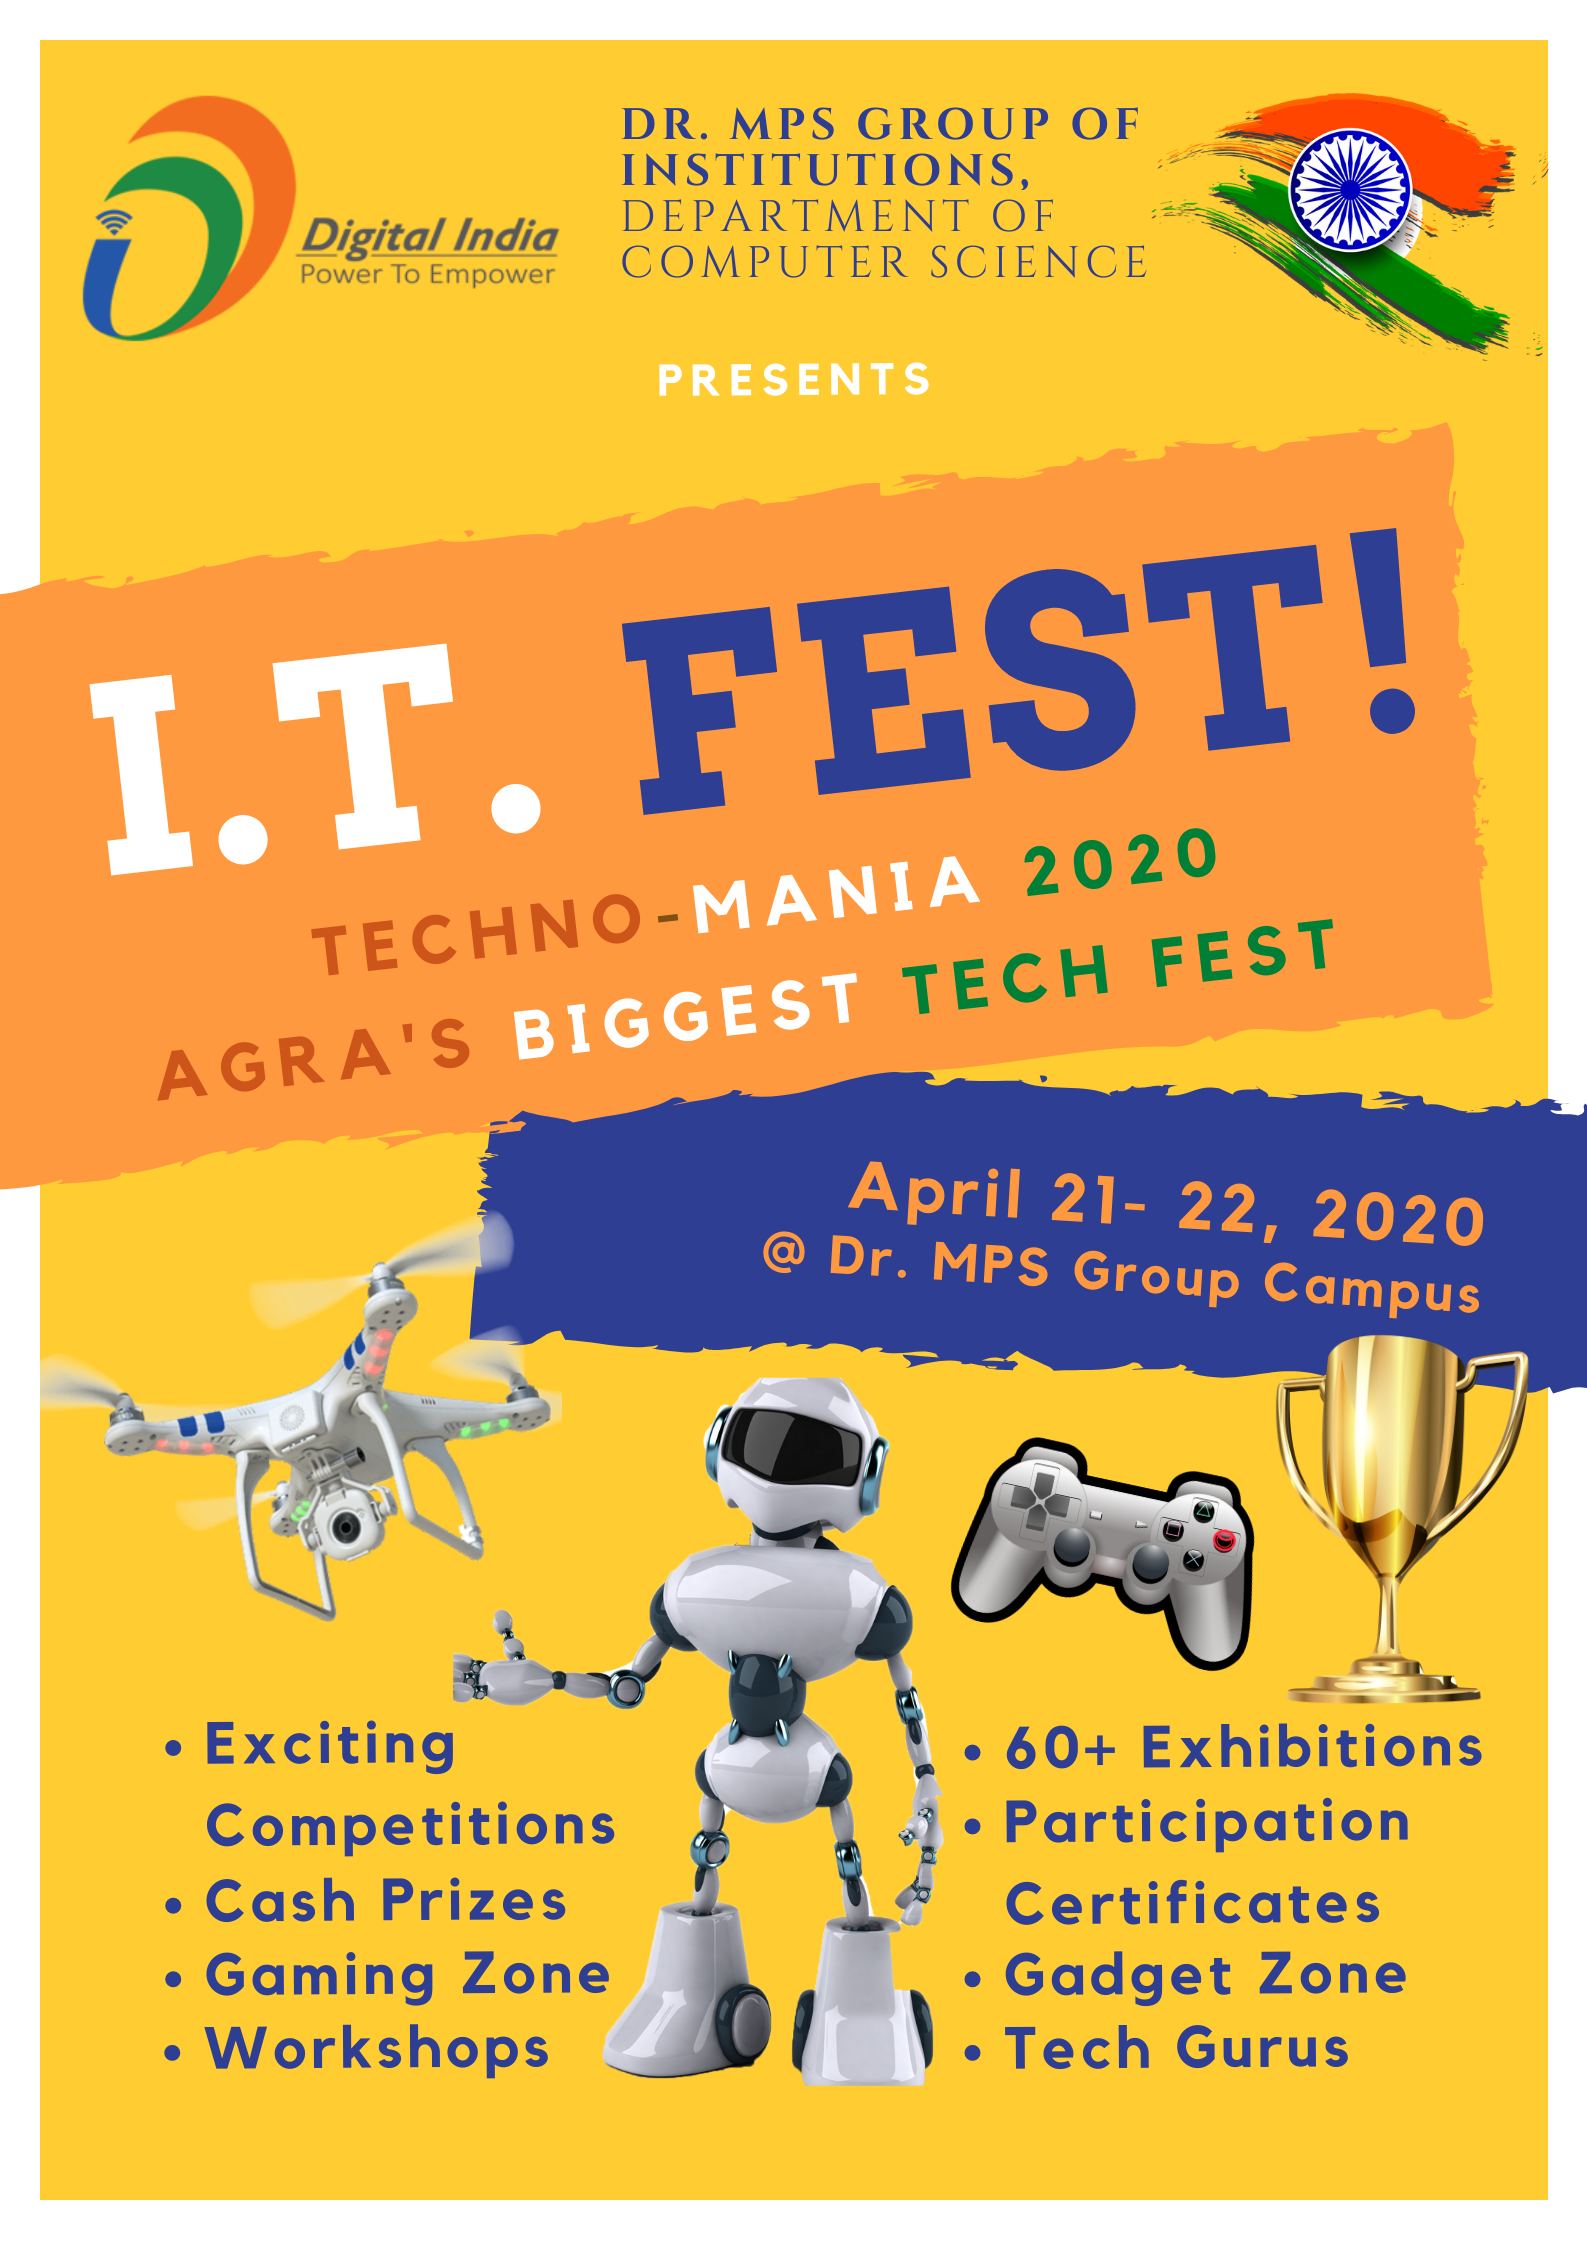 Digital India
Power To Empower
DR. MPS GROUP OF
INSTITUTIONS,
DEPARTMENT OF
COMPUTER SCIENCE
PRESENTS
I.T. FEST!
TECHNO-MANIA 2020
AGRA'S BIGGEST TECH FEST
April 21- 22, 2020
@ Dr. MPS Group Campus
• Exciting
Competitions
• Cash Prizes
• Gaming Zone
• Workshops
• 60+ Exhibitions
• Participation
Certificates
• Gadget Zone
• Tech Gurus